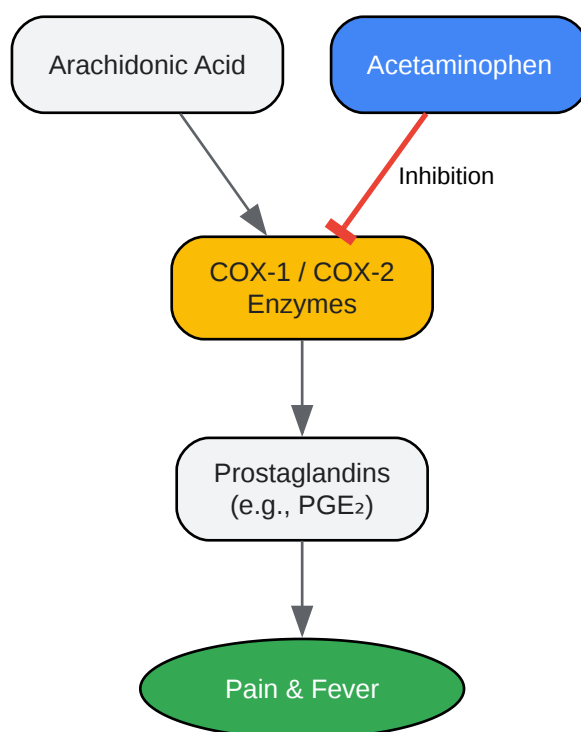 Arachidonic Acid
Acetaminophen
Inhibition
COX-1 / COX-2
Enzymes
Prostaglandins
(e.g., PGE₂)
Pain & Fever